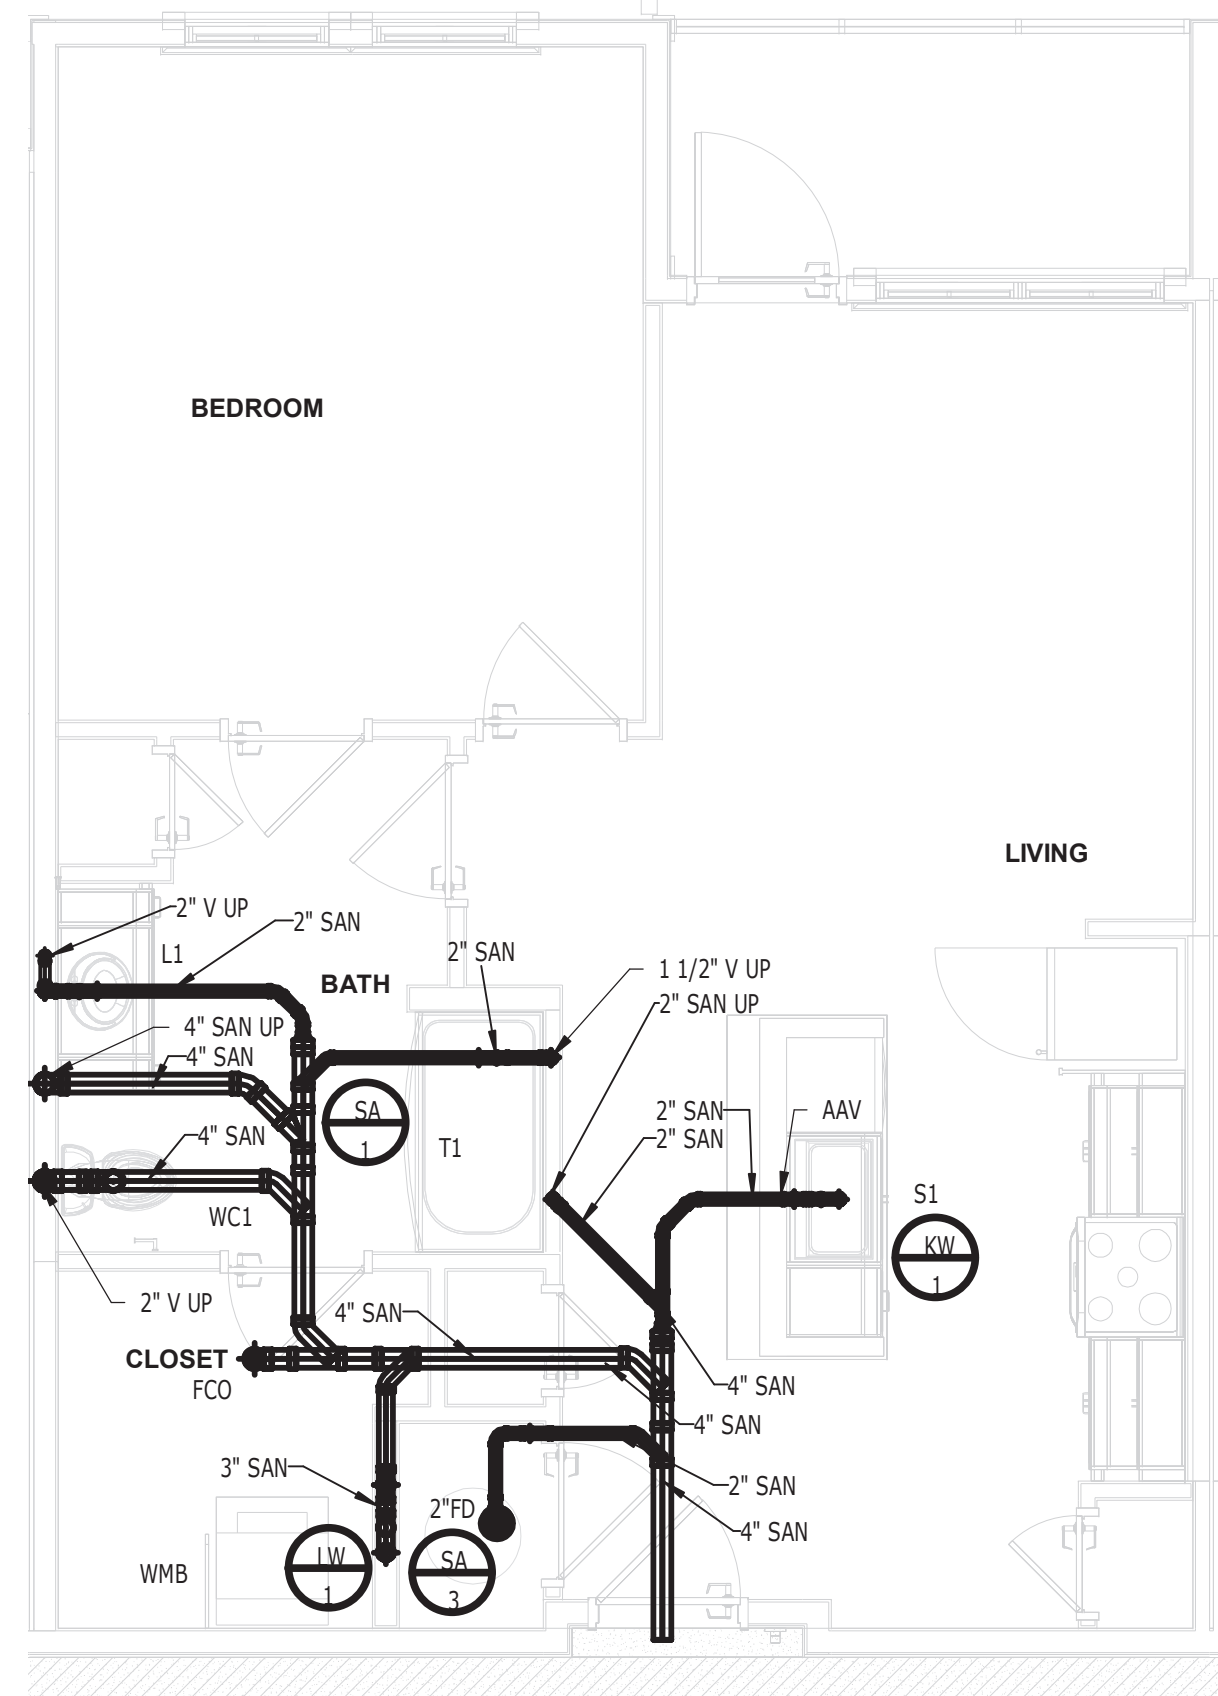 BEDROOM
LIVING
2" V UP
2" SAN
L1
BATH
2" SAN
1 1/2" V UP
2" SAN UP
4" SAN UP
4" SAN
SA
1
2" SAN
AAV
2" SAN
4" SAN
T1
WC1
S1
KW
1
2" V UP
4" SAN
CLOSET
FCO
4" SAN
4" SAN
3" SAN
2" SAN
2"FD
4" SAN
LW
1
SA
3
WMB